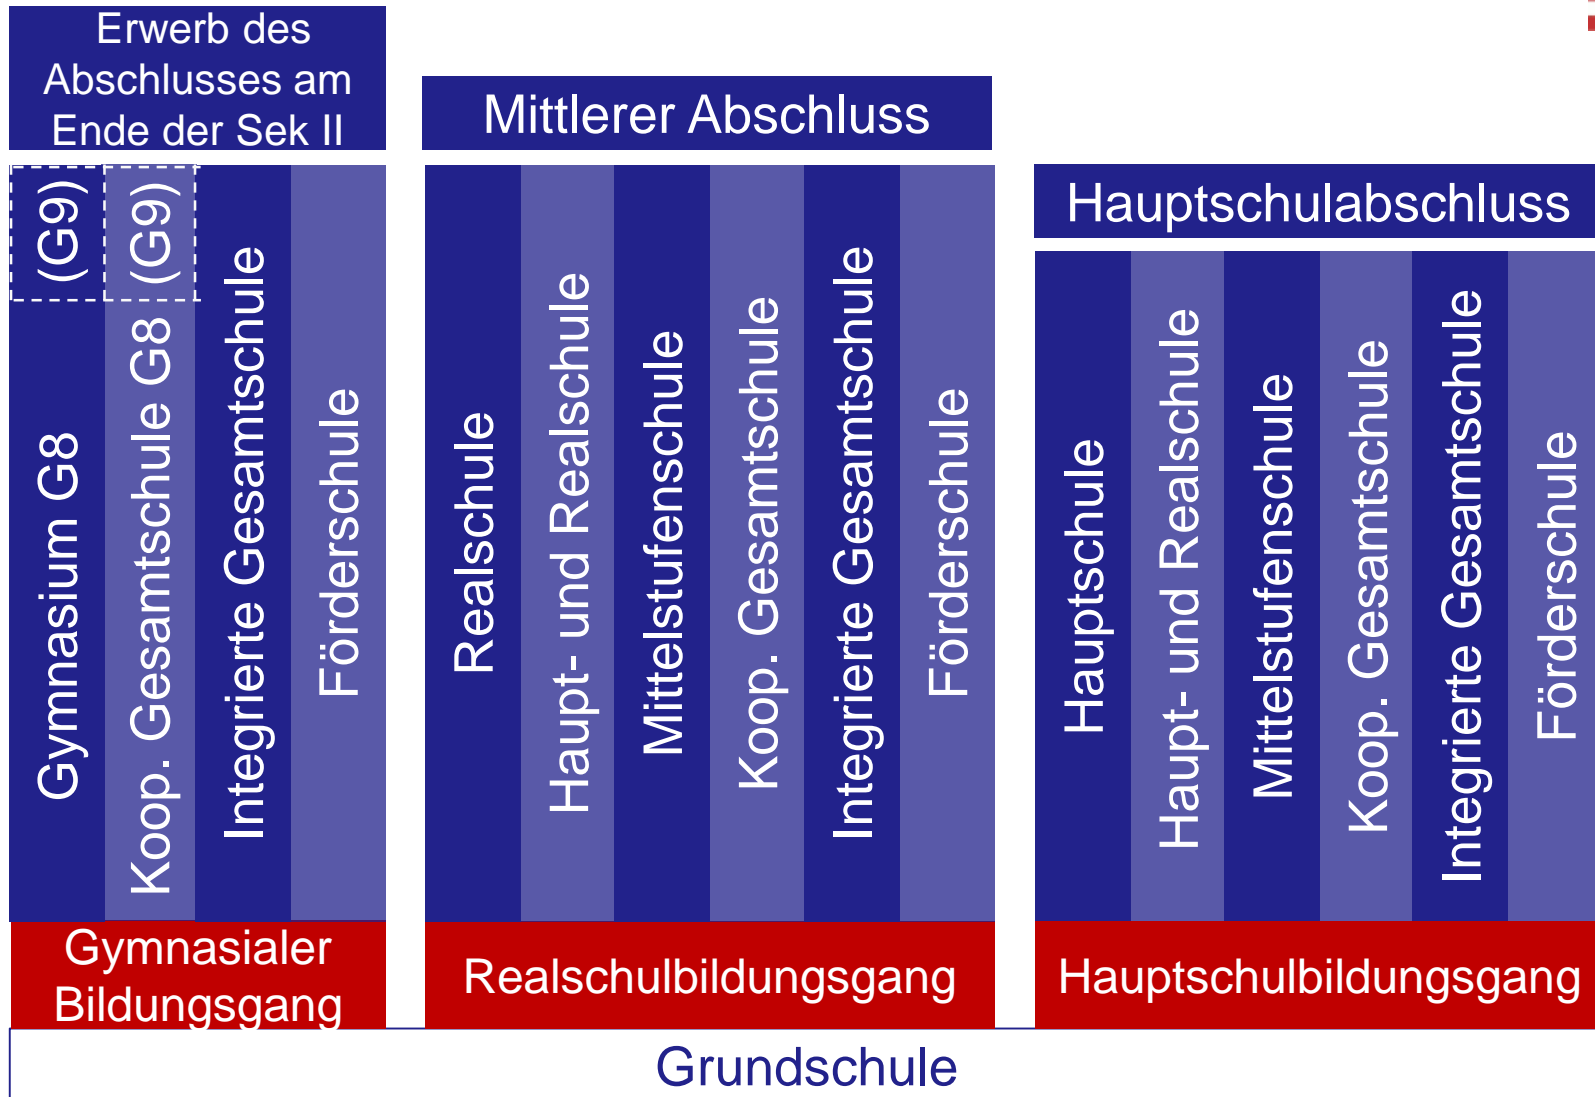 Erwerb des
Abschlusses am
Ende der Sek II
Mittlerer Abschluss
Hauptschulabschluss
Gymnasium G8 (G9)
Koop. Gesamtschule G8 (G9)
Integrierte Gesamtschule
Förderschule
Realschule
Haupt- und Realschule
Mittelstufenschule
Koop. Gesamtschule
Integrierte Gesamtschule
Förderschule
Hauptschule
Haupt- und Realschule
Mittelstufenschule
Koop. Gesamtschule
Integrierte Gesamtschule
Förderschule
Gymnasialer
Bildungsgang
Realschulbildungsgang
Hauptschulbildungsgang
Grundschule